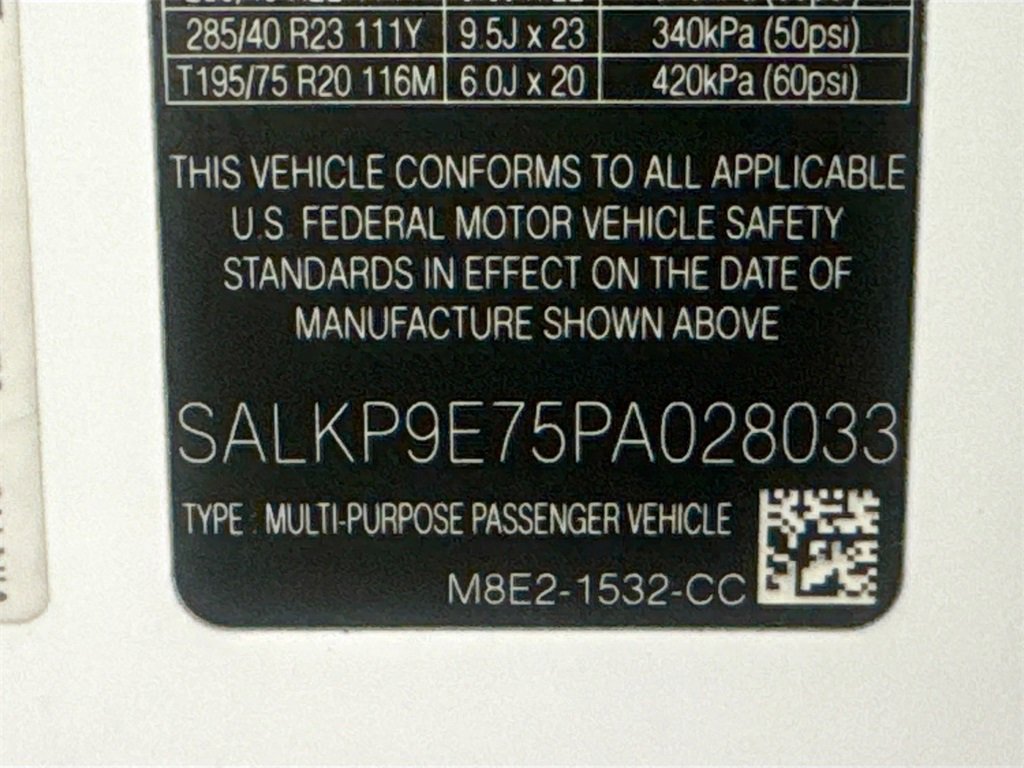 285/40 R23 111Y 9.5J x 23 340kPa (50psi)
T195/75 R20 116M 6.0J x 20 420kPa (60psi)
THIS VEHICLE CONFORMS TO ALL APPLICABLE
U.S FEDERAL MOTOR VEHICLE SAFETY
STANDARDS IN EFFECT ON THE DATE OF
MANUFACTURE SHOWN ABOVE
SALKP9E75PA028033
TYPE : MULTI-PURPOSE PASSENGER VEHICLE
M8E2-1532-CC